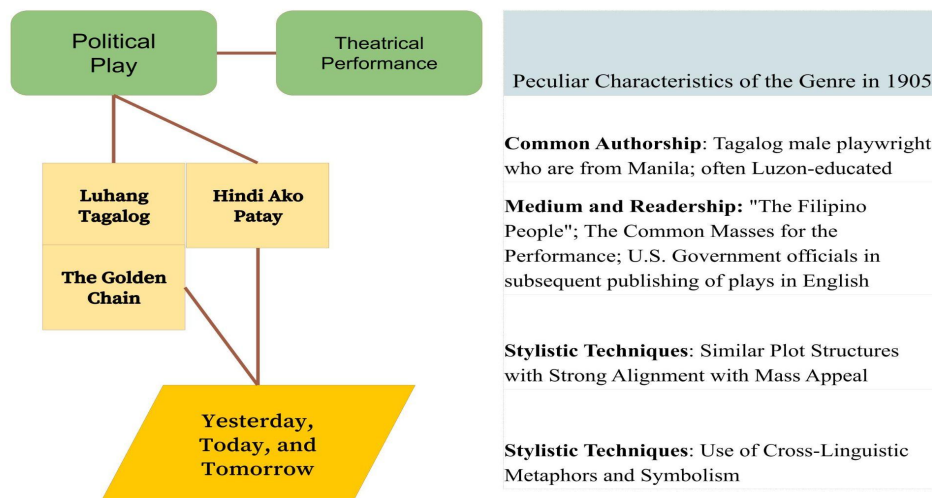 Political
Play
Theatrical
Performance
Luhang
Tagalog
Hindi Ako
Patay
The Golden
Chain
Yesterday,
Today, and
Tomorrow
Peculiar Characteristics of the Genre in 1905
Common Authorship: Tagalog male playwright
who are from Manila; often Luzon-educated
Medium and Readership: "The Filipino
People"; The Common Masses for the
Performance; U.S. Government officials in
subsequent publishing of plays in English
Stylistic Techniques: Similar Plot Structures
with Strong Alignment with Mass Appeal
Stylistic Techniques: Use of Cross-Linguistic
Metaphors and Symbolism